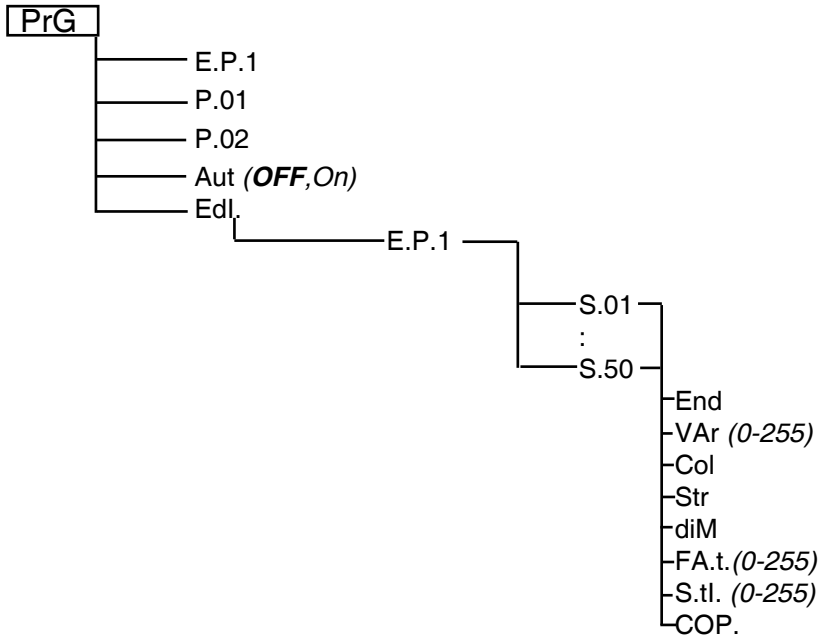 PrG
E.P.1
P.01
P.02
Aut (OFF,On)
EdI.
E.P.1
S.01
:
S.50
End
VAr (0-255)
Col
Str
diM
FA.t.(0-255)
S.tI. (0-255)
COP.